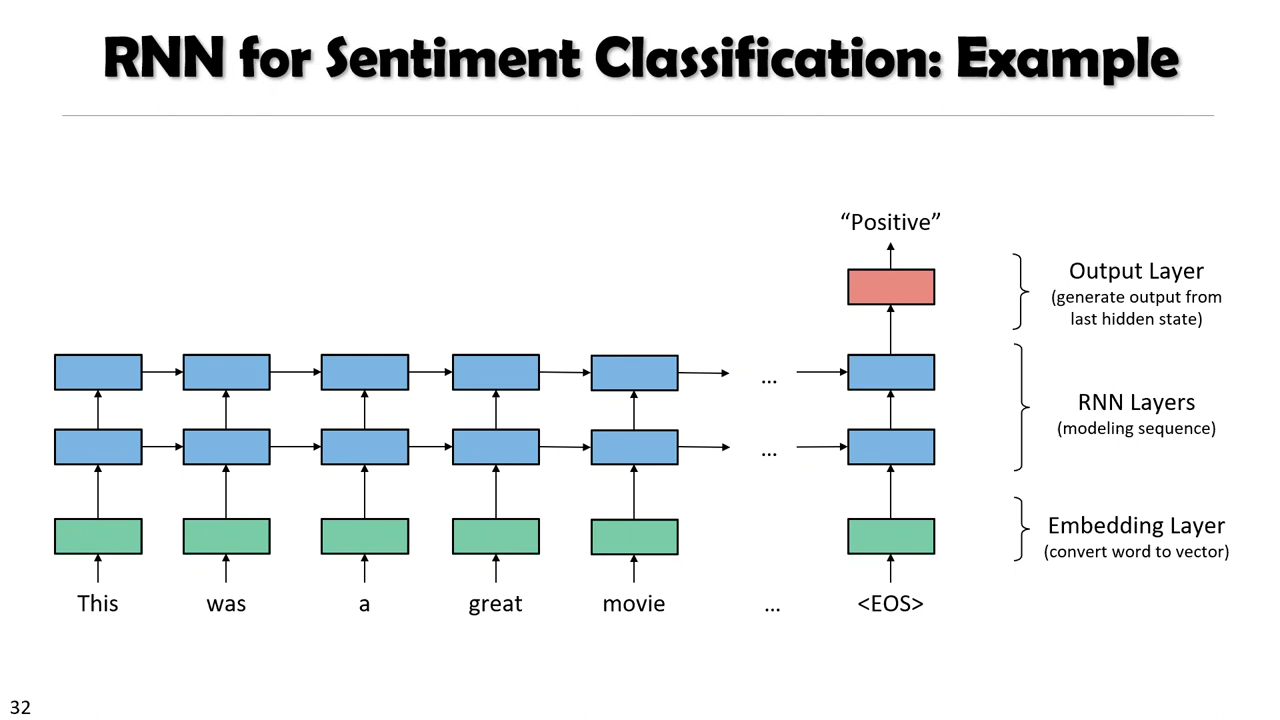 RNN for Sentiment Classification: Example
“Positive”
Output Layer
(generate output from
last hidden state)
...
RNN Layers
(modeling sequence)
...
Embedding Layer
(convert word to vector)
This was a great movie ... <EOS>
32